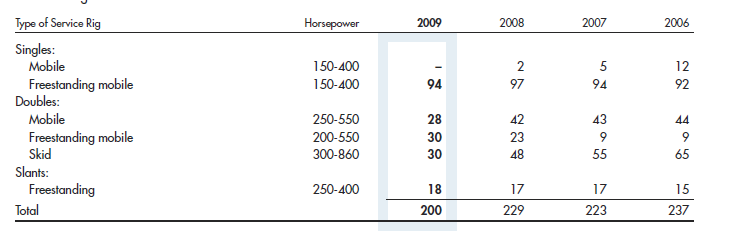 Type of Service Rig Horsepower 2009 2008 2007 2006
Singles:
Mobile 150-400 – 2 5 12
Freestanding mobile 150-400 94 97 94 92
Doubles:
Mobile 250-550 28 42 43 44
Freestanding mobile 200-550 30 23 9 9
Skid 300-860 30 48 55 65
Slants:
Freestanding 250-400 18 17 17 15
Total 200 229 223 237